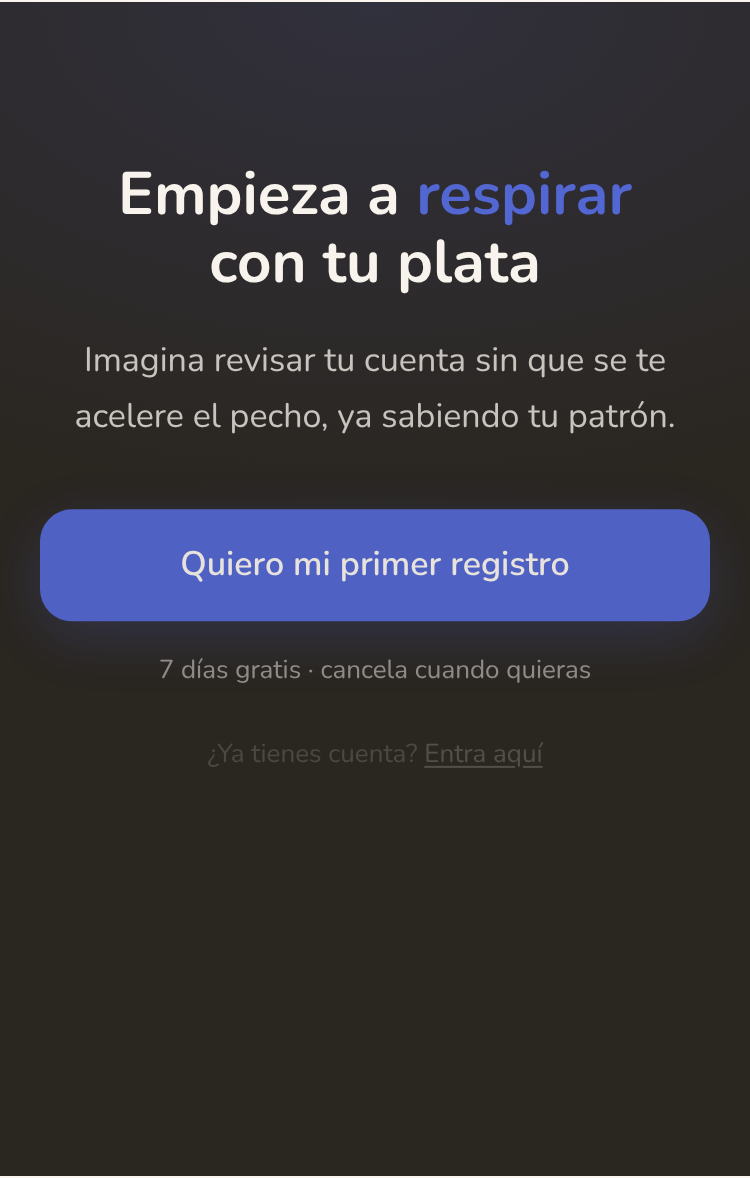 Empieza a respirar
con tu plata
Imagina revisar tu cuenta sin que se te
acelere el pecho, ya sabiendo tu patrón.
Quiero mi primer registro
7 días gratis · cancela cuando quieras
¿Ya tienes cuenta? Entra aquí